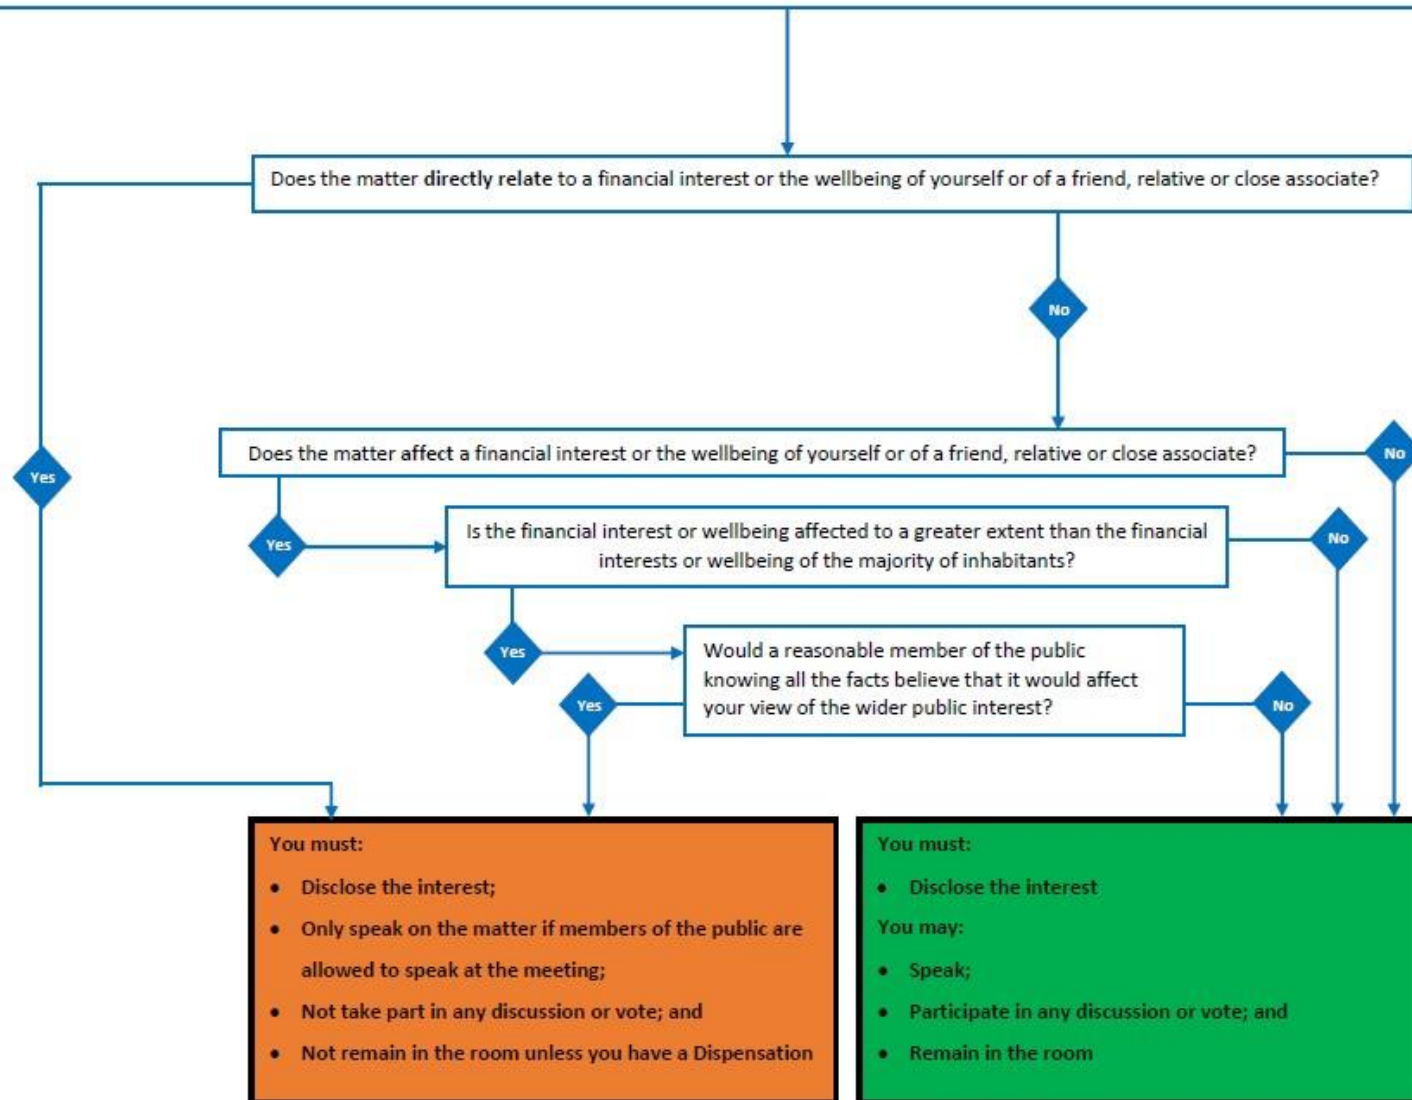 Does the matter directly relate to a financial interest or the wellbeing of yourself or of a friend, relative or close associate?
No
Does the matter affect a financial interest or the wellbeing of yourself or of a friend, relative or close associate?
No
Yes
Yes
Is the financial interest or wellbeing affected to a greater extent than the financial
interests or wellbeing of the majority of inhabitants?
No
Yes
Would a reasonable member of the public
knowing all the facts believe that it would affect
your view of the wider public interest?
Yes
No
You must:
• Disclose the interest;
• Only speak on the matter if members of the public are
allowed to speak at the meeting;
• Not take part in any discussion or vote; and
• Not remain in the room unless you have a Dispensation
You must:
• Disclose the interest
You may:
• Speak;
• Participate in any discussion or vote; and
• Remain in the room